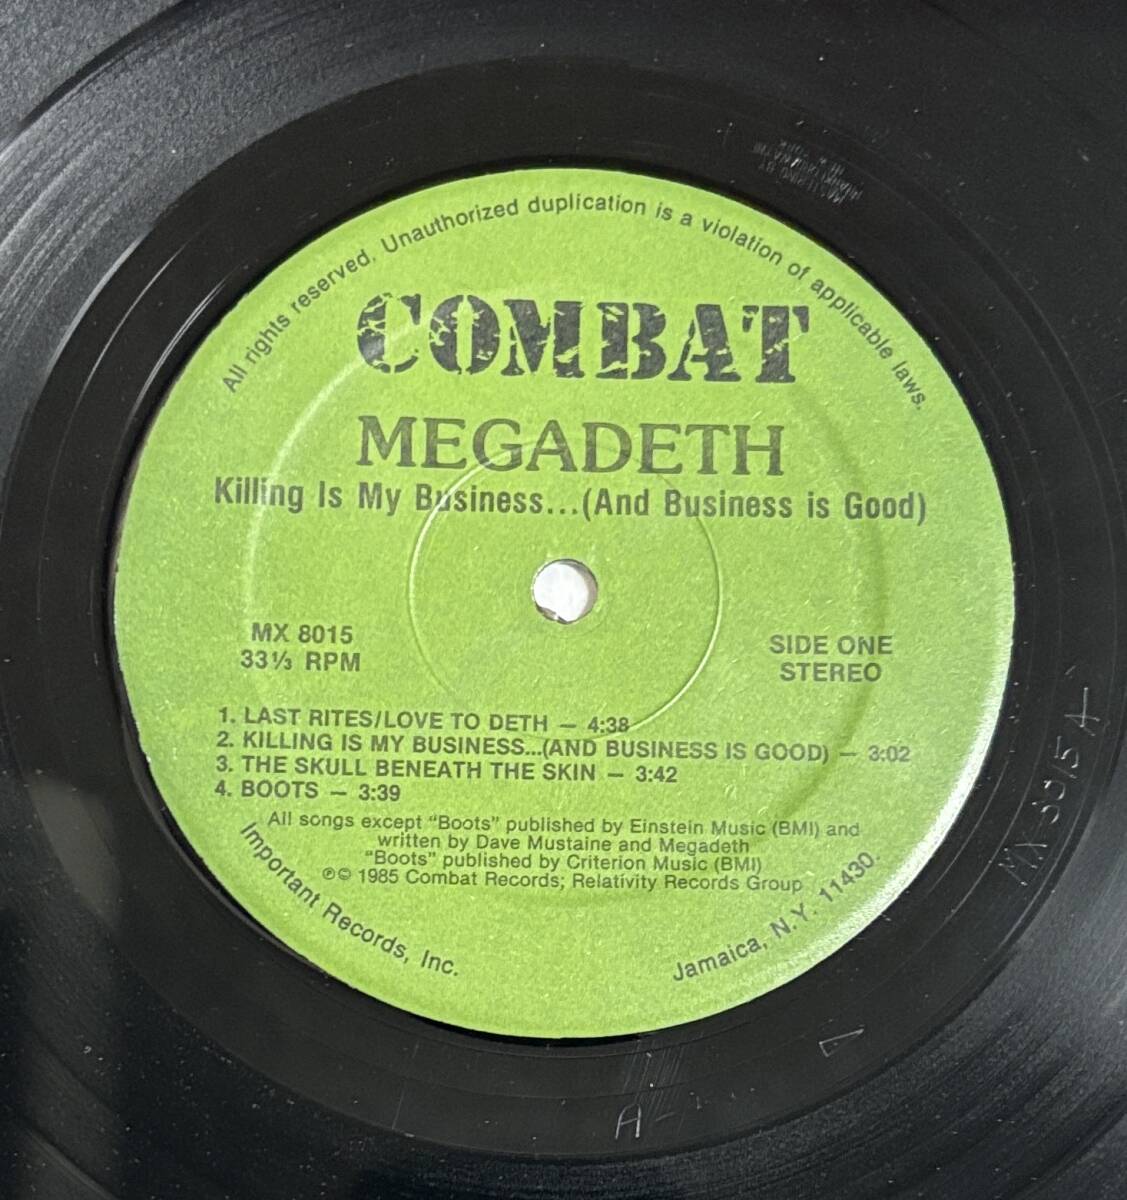 All rights reserved. Unauthorized duplication is a violation of applicable laws.
COMBAT
MEGADETH
Killing Is My Business...(And Business is Good)
MX 8015
33⅓ RPM
SIDE ONE
STEREO
1. LAST RITES/LOVE TO DETH — 4:38
2. KILLING IS MY BUSINESS...(AND BUSINESS IS GOOD) — 3:02
3. THE SKULL BENEATH THE SKIN — 3:42
4. BOOTS — 3:39
All songs except "Boots" published by Einstein Music (BMI) and
written by Dave Mustaine and Megadeth
"Boots" published by Criterion Music (BMI)
℗© 1985 Combat Records; Relativity Records Group
Important Records, Inc.
Jamaica, N.Y. 11430.
MX 8015 A
A-